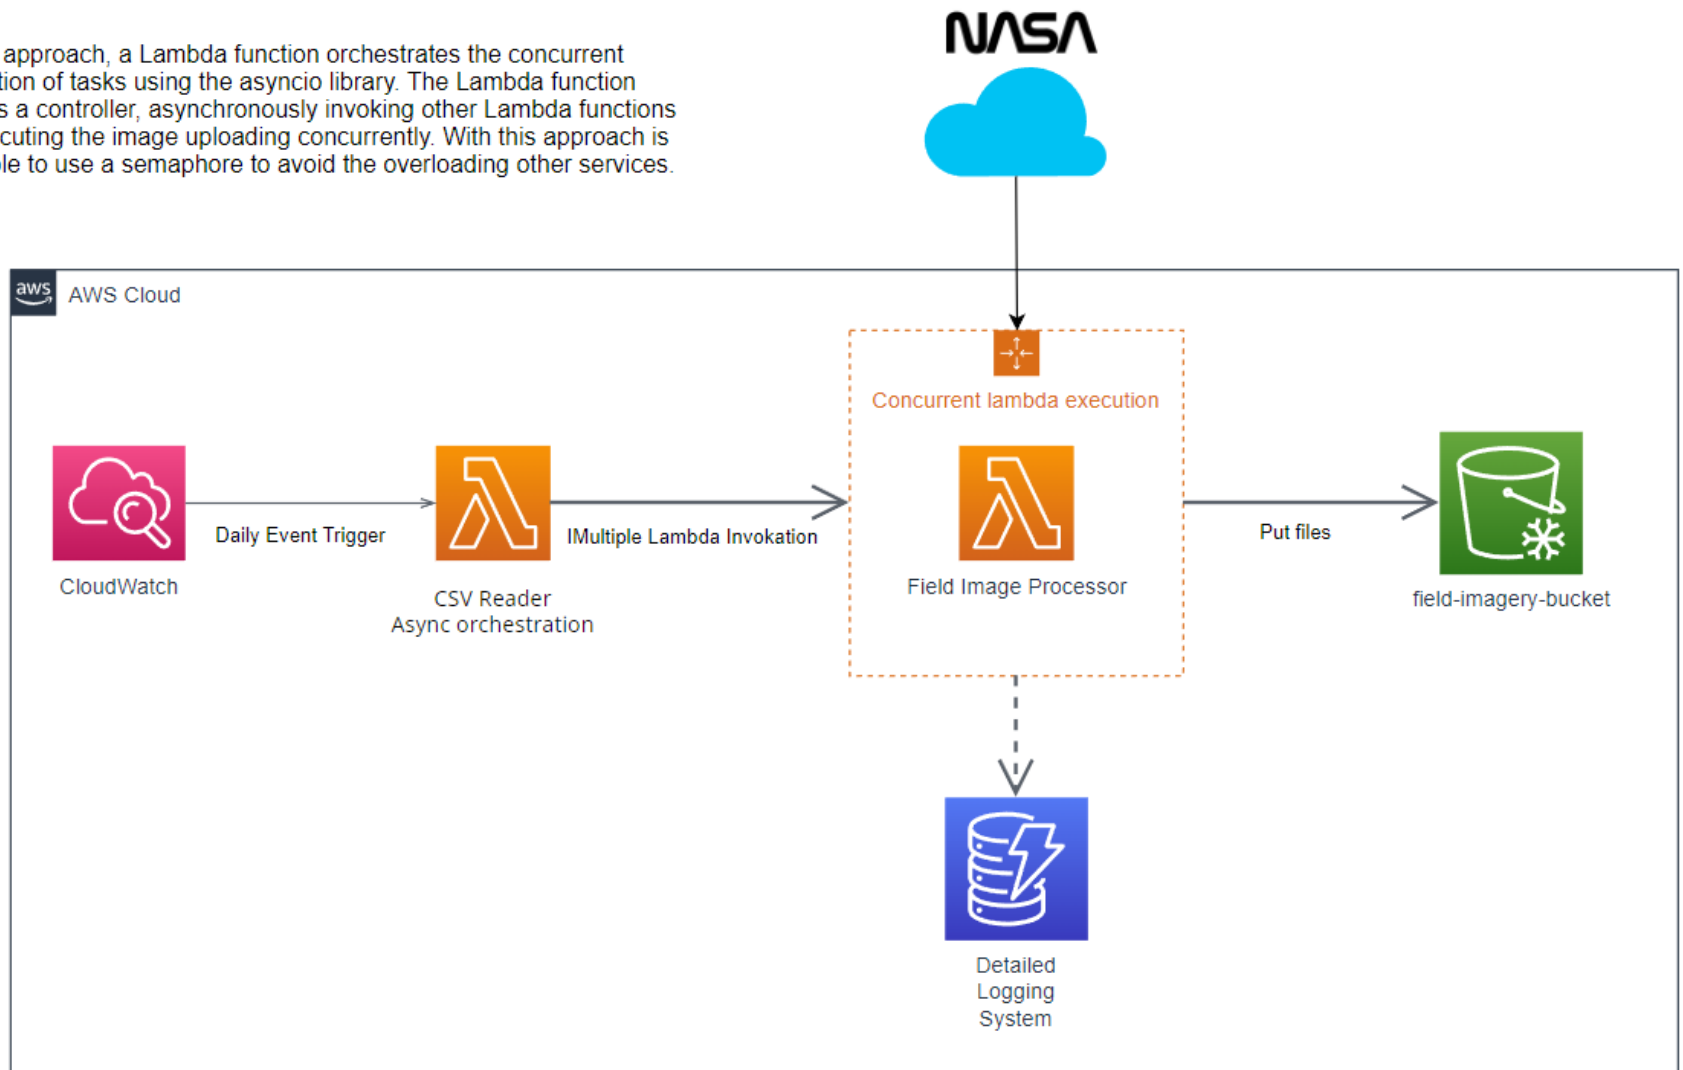 NASA
approach, a Lambda function orchestrates the concurrent
tion of tasks using the asyncio library. The Lambda function
s a controller, asynchronously invoking other Lambda functions
cuting the image uploading concurrently. With this approach is
le to use a semaphore to avoid the overloading other services.
aws
AWS Cloud
Concurrent lambda execution
Daily Event Trigger
IMultiple Lambda Invokation
Put files
CloudWatch
CSV Reader
Async orchestration
Field Image Processor
field-imagery-bucket
Detailed
Logging
System